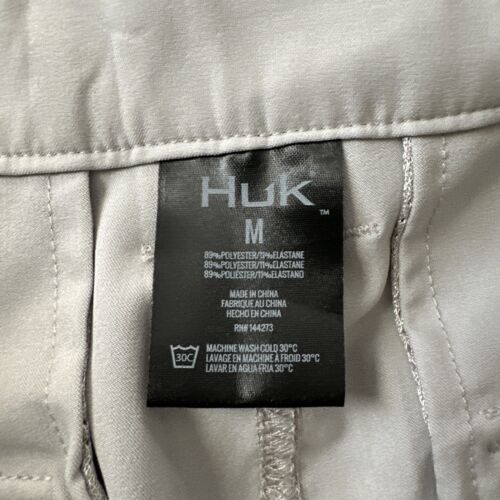 HUK™
M
89%POLYESTER/11%ELASTANE
89%POLYESTER/11%ELASTANE
89%POLIÉSTER/11%ELASTANO
MADE IN CHINA
FABRIQUE AU CHINA
HECHO EN CHINA
RN# 144273
30C
MACHINE WASH COLD 30°C
LAVAGE EN MACHINE À FROID 30°C
LAVAR EN AGUA FRIA 30°C